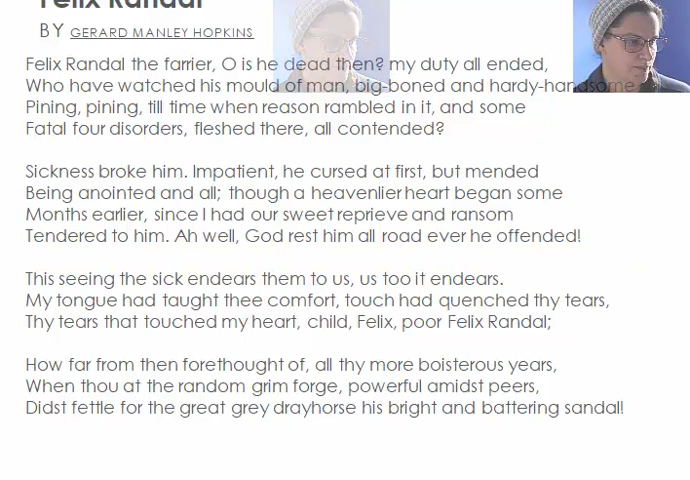 Felix Randal
BY GERARD MANLEY HOPKINS
Felix Randal the farrier, O is he dead then? my duty all ended,
Who have watched his mould of man, big-boned and hardy-handsome
Pining, pining, till time when reason rambled in it, and some
Fatal four disorders, fleshed there, all contended?
Sickness broke him. Impatient, he cursed at first, but mended
Being anointed and all; though a heavenlier heart began some
Months earlier, since I had our sweet reprieve and ransom
Tendered to him. Ah well, God rest him all road ever he offended!
This seeing the sick endears them to us, us too it endears.
My tongue had taught thee comfort, touch had quenched thy tears,
Thy tears that touched my heart, child, Felix, poor Felix Randal;
How far from then forethought of, all thy more boisterous years,
When thou at the random grim forge, powerful amidst peers,
Didst fettle for the great grey drayhorse his bright and battering sandal!